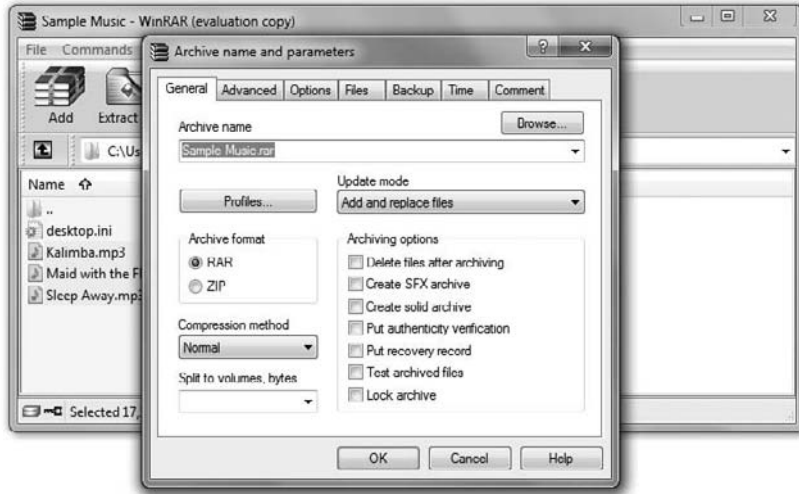 Sample Music - WinRAR (evaluation copy)
File Commands
Add Extract
C:\Us
Name
..
desktop.ini
Kalimba.mp3
Maid with the Fl
Sleep Away.mp3
Selected 17,
Archive name and parameters
General Advanced Options Files Backup Time Comment
Archive name
Browse...
Sample Music.rar
Update mode
Profiles...
Add and replace files
Archive format
RAR
ZIP
Compression method
Normal
Split to volumes, bytes
Archiving options
Delete files after archiving
Create SFX archive
Create solid archive
Put authenticity verification
Put recovery record
Test archived files
Lock archive
OK Cancel Help